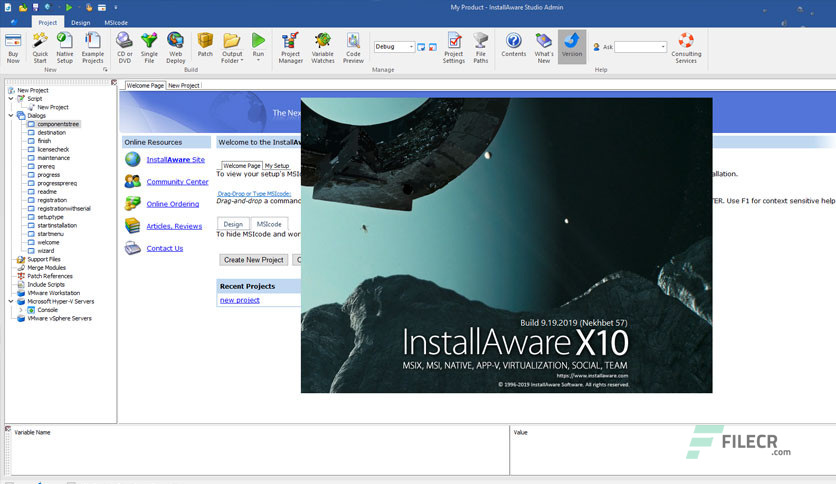 My Product - InstallAware Studio Admin
Project
Design
MSIcode
Buy Now
Quick Start
Native Setup
Example Projects
CD or DVD
Single File
Web Deploy
Patch
Output Folder
Run
Project Manager
Variable Watches
Code Preview
Debug
Project Settings
File Paths
Contents
What's New
Version
Ask
Consulting Services
New
Build
Manage
Help
New Project
Script
New Project
Dialogs
componentstree
destination
finish
licensecheck
maintenance
prereq
progress
progressprereq
readme
registration
registrationwithserial
setuptype
startinstallation
startmenu
welcome
wizard
Support Files
Merge Modules
Patch References
Include Scripts
VMware Workstation
Microsoft Hyper-V Servers
Console
VMware vSphere Servers
Welcome Page
New Project
The Nex
Online Resources
InstallAware Site
Community Center
Online Ordering
Articles, Reviews
Contact Us
Welcome to the InstallAw
Welcome Page
My Setup
To view your setup's MSIc
llation.
Drag-Drop or Type MSIcode:
Drag-and-drop a comman
TER. Use F1 for context sensitive help
Design
MSIcode
To hide MSIcode and wor
Create New Project
Recent Projects
new project
Build 9.19.2019 (Nekhbet 57)
InstallAware X10
MSIX, MSI, NATIVE, APP-V, VIRTUALIZATION, SOCIAL, TEAM
https://www.installaware.com
© 1996-2019 InstallAware Software. All rights reserved.
Variable Name
Value
FILECR
.com